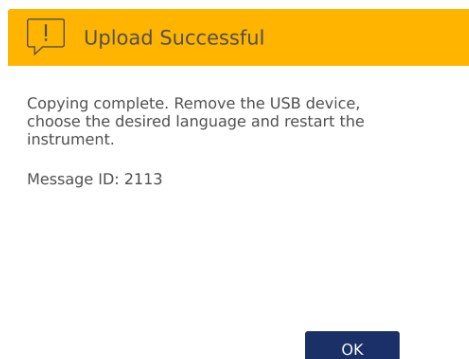 !
Upload Successful
Copying complete. Remove the USB device,
choose the desired language and restart the
instrument.
Message ID: 2113
OK